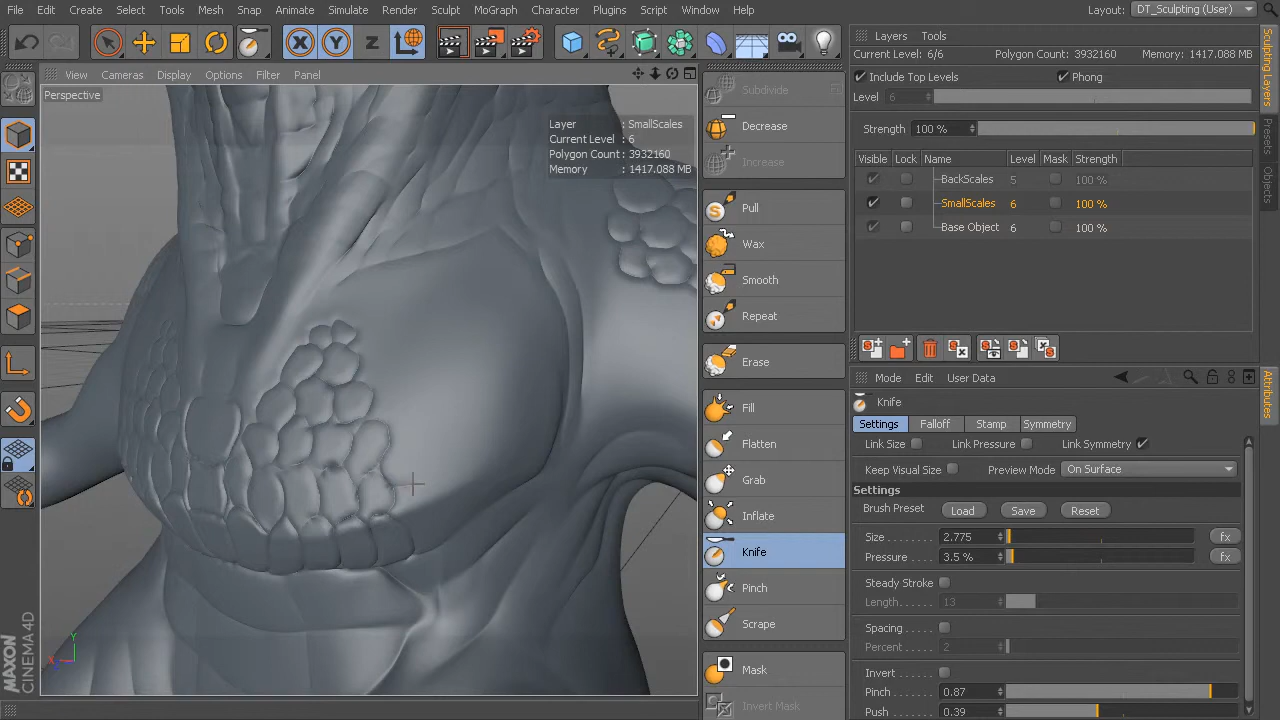 File Edit Create Select Tools Mesh Snap Animate Simulate Render Sculpt MoGraph Character Plugins Script Window Help Layout: DT_Sculpting (User)
View Cameras Display Options Filter Panel
Perspective
Layer : SmallScales
Current Level : 6
Polygon Count : 3932160
Memory : 1417.088 MB
MAXON
CINEMA 4D
Y
X
X Y Z
Subdivide
Decrease
Increase
Pull
Wax
Smooth
Repeat
Erase
Fill
Flatten
Grab
Inflate
Knife
Pinch
Scrape
Mask
Invert Mask
Layers Tools
Current Level: 6/6 Polygon Count: 3932160 Memory: 1417.088 MB
Include Top Levels Phong
Level 6
Strength 100 %
Visible Lock Name Level Mask Strength
BackScales 5 100 %
SmallScales 6 100 %
Base Object 6 100 %
Sculpting Layers
Presets
Objects
Mode Edit User Data
Knife
Settings Falloff Stamp Symmetry
Link Size Link Pressure Link Symmetry
Keep Visual Size Preview Mode On Surface
Settings
Brush Preset Load Save Reset
Size 2.775 fx
Pressure 3.5 % fx
Steady Stroke
Length 13
Spacing
Percent 2
Invert
Pinch 0.87
Push 0.39
Attributes